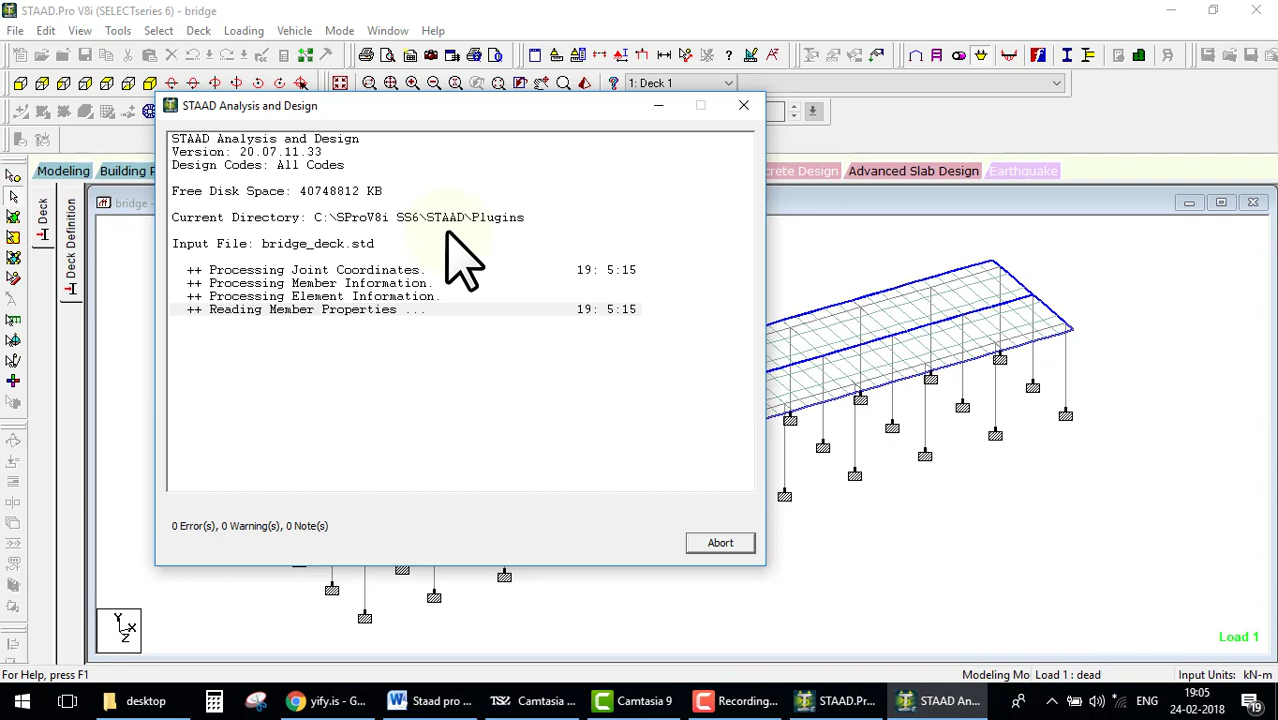 STAAD.Pro V8i (SELECTseries 6) - bridge
File Edit View Tools Select Deck Loading Vehicle Mode Window Help
1: Deck 1
STAAD Analysis and Design
STAAD Analysis and Design
Version: 20.07.11.33
Design Codes: All Codes
Free Disk Space: 40748812 KB
Current Directory: C:\SProV8i SS6\STAAD\Plugins
Input File: bridge_deck.std
++ Processing Joint Coordinates. 19: 5:15
++ Processing Member Information.
++ Processing Element Information.
++ Reading Member Properties ... 19: 5:15
0 Error(s), 0 Warning(s), 0 Note(s)
Abort
Modeling Building P crete Design Advanced Slab Design Earthquake
bridge -
Deck
Deck Definition
Y
X
Z
Load 1
For Help, press F1 Modeling Mo Load 1 : dead Input Units: kN-m
desktop yify.is - G... Staad pro ... Camtasia ... Camtasia 9 Recording... STAAD.Pr... STAAD An... ENG 19:05
24-02-2018
19